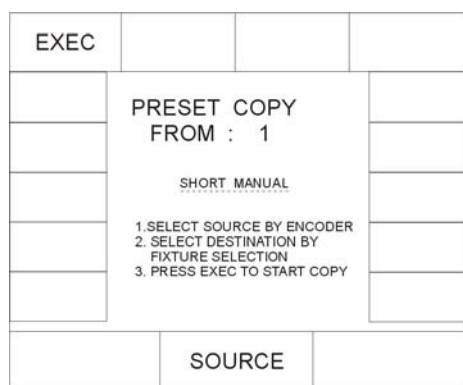 EXEC
PRESET COPY
FROM : 1
SHORT MANUAL
1.SELECT SOURCE BY ENCODER
2. SELECT DESTINATION BY
FIXTURE SELECTION
3. PRESS EXEC TO START COPY
SOURCE